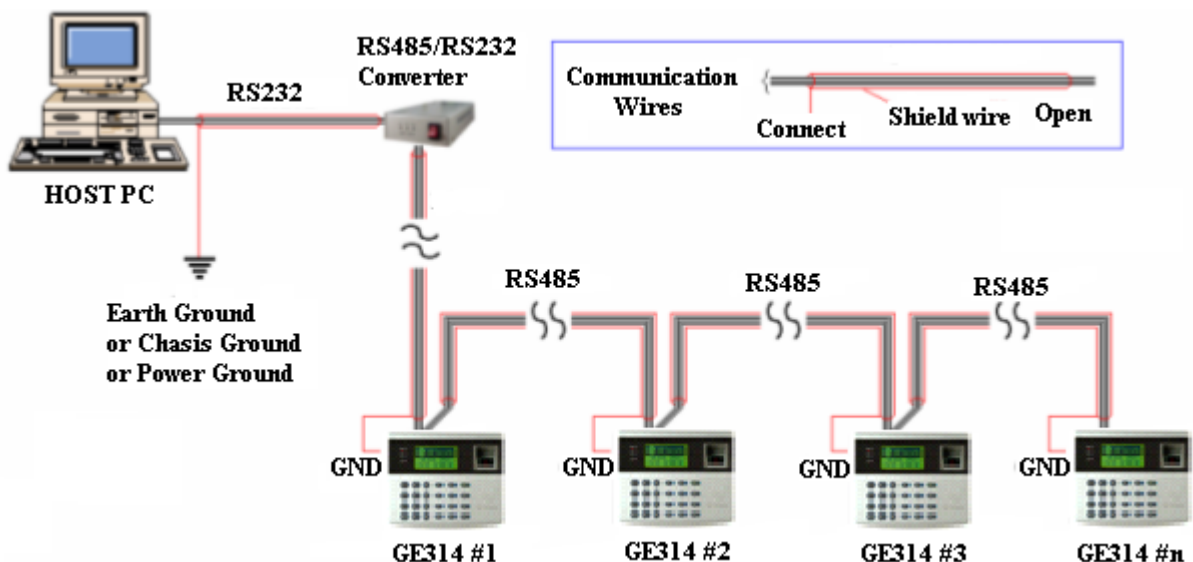 RS485/RS232
Converter
RS232
HOST PC
Communication
Wires
Connect
Shield wire
Open
Earth Ground
or Chasis Ground
or Power Ground
RS485
RS485
RS485
GND
GND
GND
GND
GE314 #1
GE314 #2
GE314 #3
GE314 #n